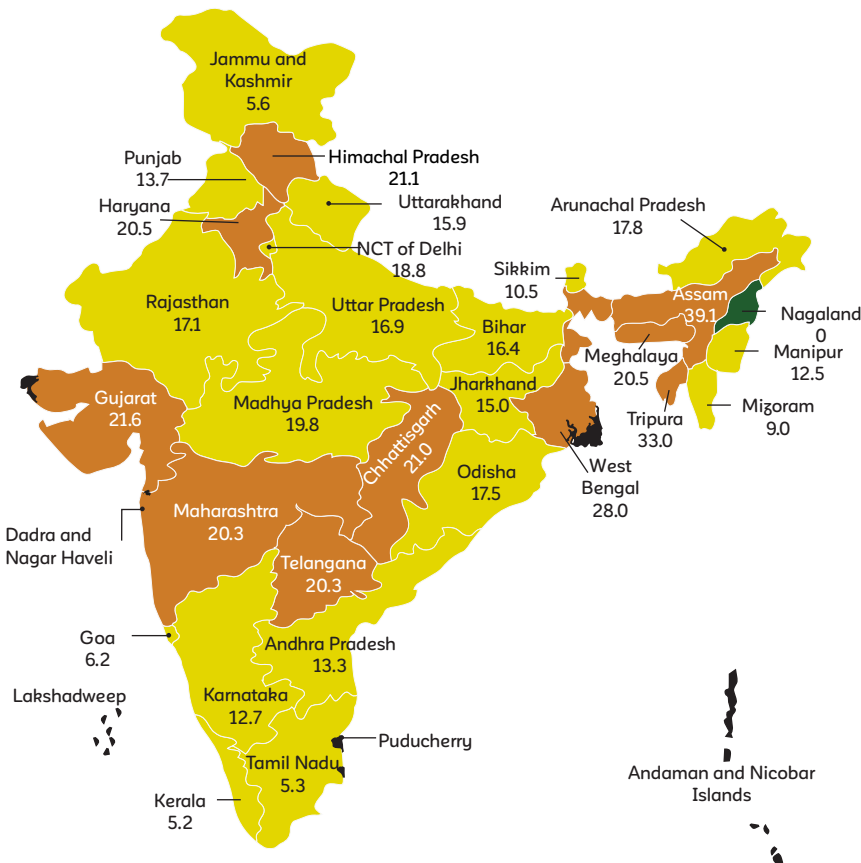 Jammu and
Kashmir
5.6
Punjab
13.7
Himachal Pradesh
21.1
Haryana
20.5
Uttarakhand
15.9
Arunachal Pradesh
17.8
NCT of Delhi
18.8
Sikkim
10.5
Rajasthan
17.1
Uttar Pradesh
16.9
Bihar
16.4
Assam
39.1
Nagaland
0
Meghalaya
20.5
Manipur
12.5
Gujarat
21.6
Madhya Pradesh
19.8
Jharkhand
15.0
Tripura
33.0
Mizoram
9.0
Chhattisgarh
21.0
Odisha
17.5
West
Bengal
28.0
Dadra and
Nagar Haveli
Maharashtra
20.3
Telangana
20.3
Goa
6.2
Andhra Pradesh
13.3
Lakshadweep
Karnataka
12.7
Puducherry
Tamil Nadu
5.3
Kerala
5.2
Andaman and Nicobar
Islands